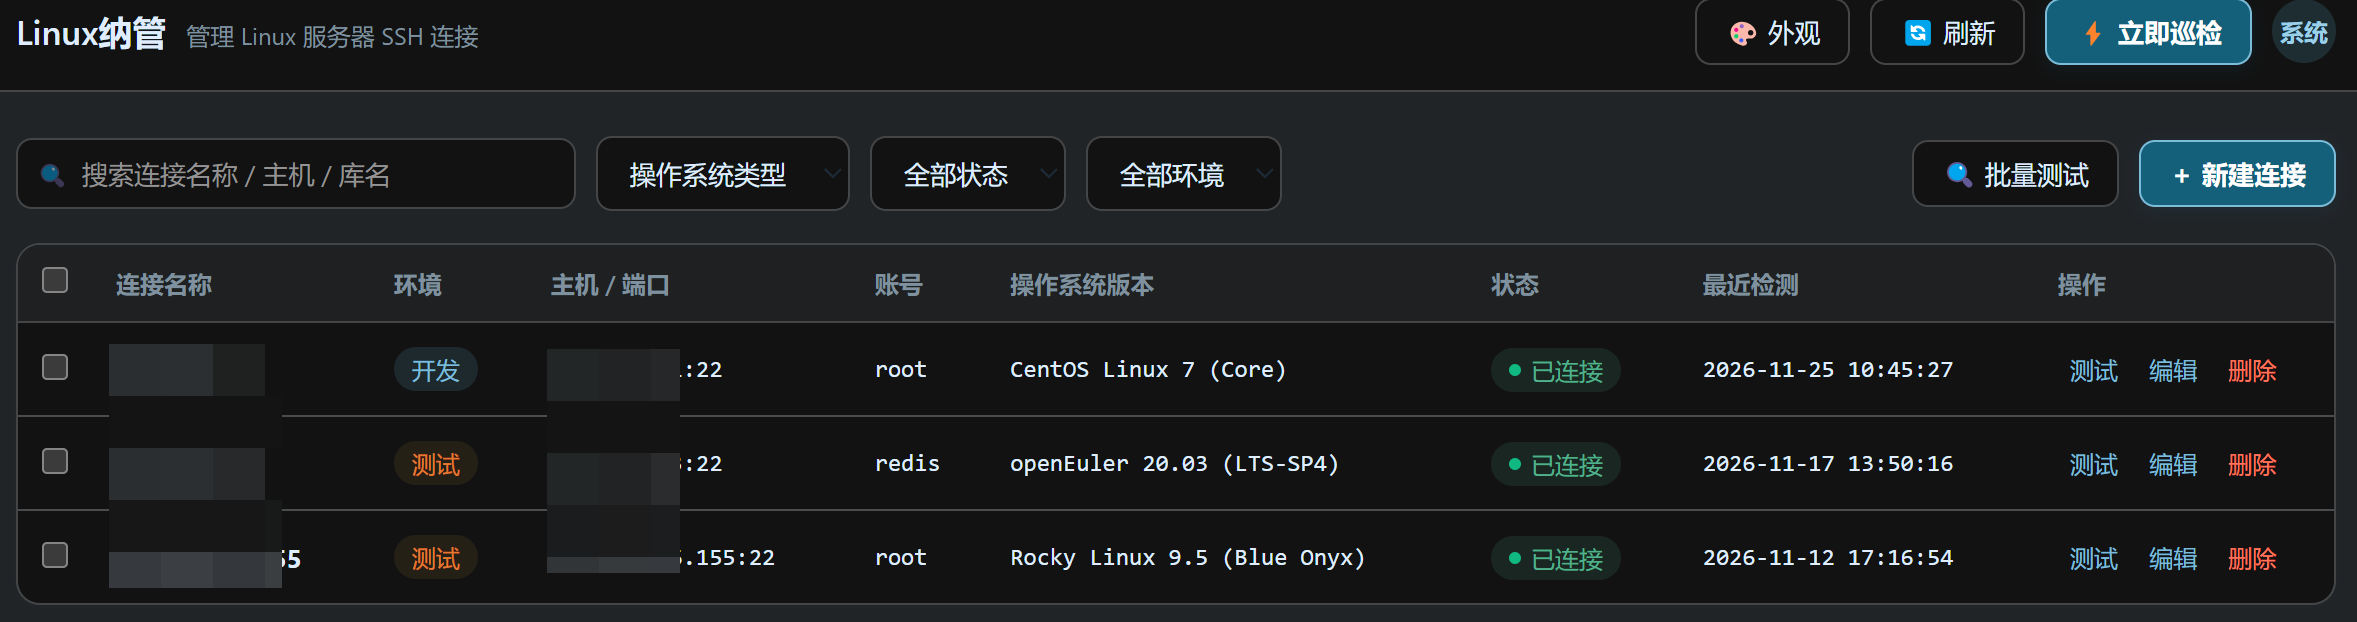 Linux纳管 管理 Linux 服务器 SSH 连接 外观 刷新 立即巡检 系统
搜索连接名称 / 主机 / 库名 操作系统类型 全部状态 全部环境 批量测试 + 新建连接
连接名称 环境 主机 / 端口 账号 操作系统版本 状态 最近检测 操作
开发 :22 root CentOS Linux 7 (Core) 已连接 2026-11-25 10:45:27 测试 编辑 删除
测试 :22 redis openEuler 20.03 (LTS-SP4) 已连接 2026-11-17 13:50:16 测试 编辑 删除
5 测试 .155:22 root Rocky Linux 9.5 (Blue Onyx) 已连接 2026-11-12 17:16:54 测试 编辑 删除